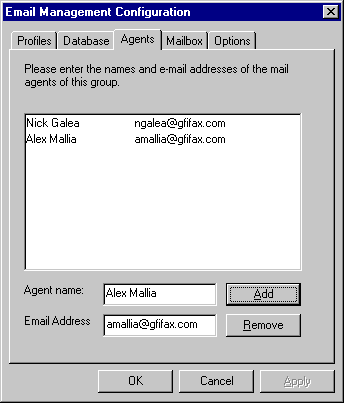 Email Management Configuration
Profiles Database Agents Mailbox Options
Please enter the names and e-mail addresses of the mail
agents of this group.
Nick Galea ngalea@gfifax.com
Alex Mallia amallia@gfifax.com
Agent name: Alex Mallia Add
Email Address amallia@gfifax.com Remove
OK Cancel Apply